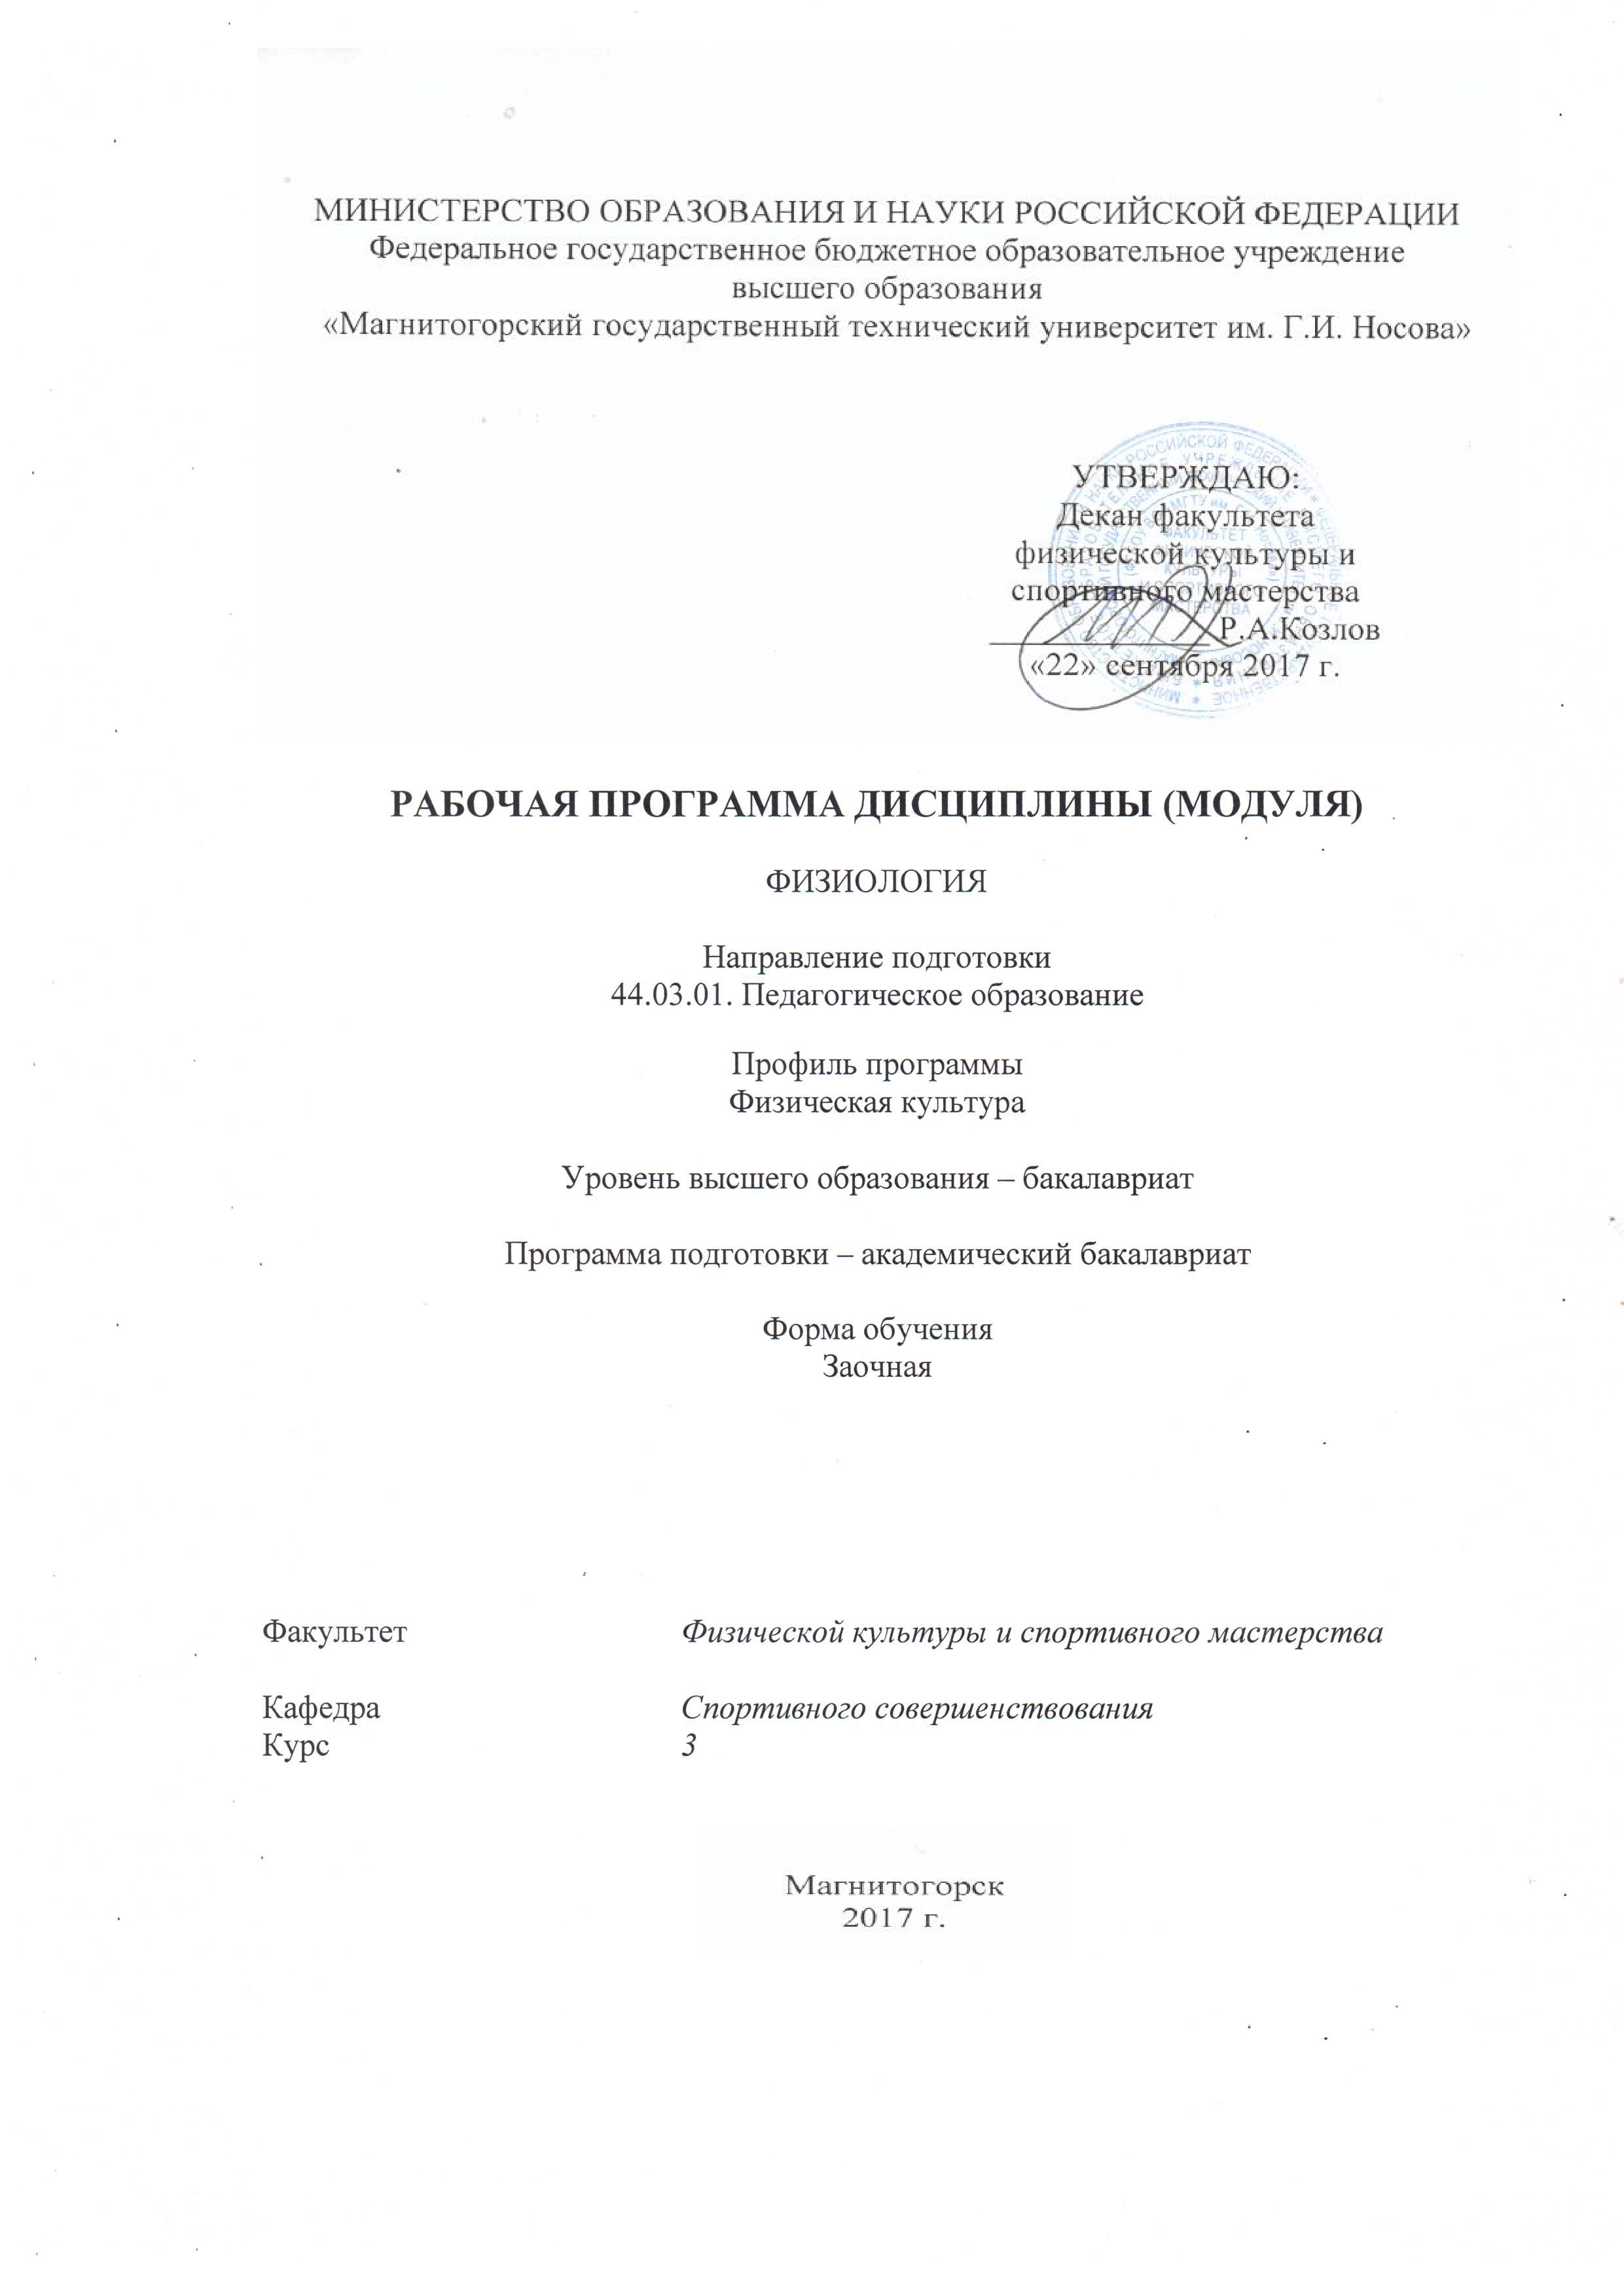 МИНИСТЕРСТВО ОБРАЗОВАНИЯ И НАУКИ РОССИЙСКОЙ ФЕДЕРАЦИИ
Федеральное государственное бюджетное образовательное учреждение
высшего образования
«Магнитогорский государственный технический университет им. Г.И. Носова»
УТВЕРЖДАЮ:
Декан факультета
физической культуры и
спортивного мастерства
Р.А.Козлов
«22» сентября 2017 г.
РАБОЧАЯ ПРОГРАММА ДИСЦИПЛИНЫ (МОДУЛЯ)
ФИЗИОЛОГИЯ
Направление подготовки
44.03.01. Педагогическое образование
Профиль программы
Физическая культура
Уровень высшего образования – бакалавриат
Программа подготовки – академический бакалавриат
Форма обучения
Заочная
Факультет Физической культуры и спортивного мастерства
Кафедра Спортивного совершенствования
Курс 3
Магнитогорск
2017 г.